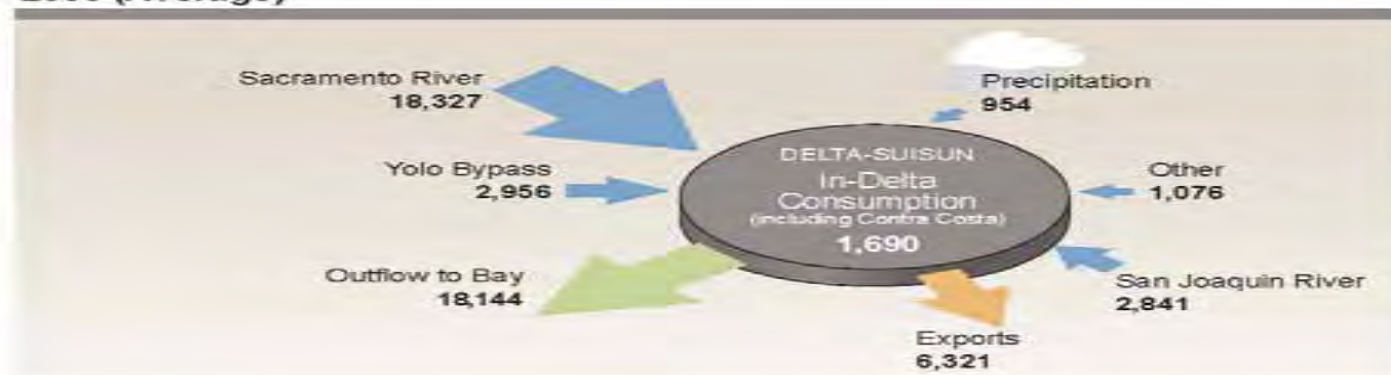 Sacramento River
18,327
Precipitation
954
Yolo Bypass
2,956
DELTA-SUISUN
In-Delta
Consumption
(including Contra Costa)
1,690
Other
1,076
Outflow to Bay
18,144
San Joaquin River
2,841
Exports
6,321